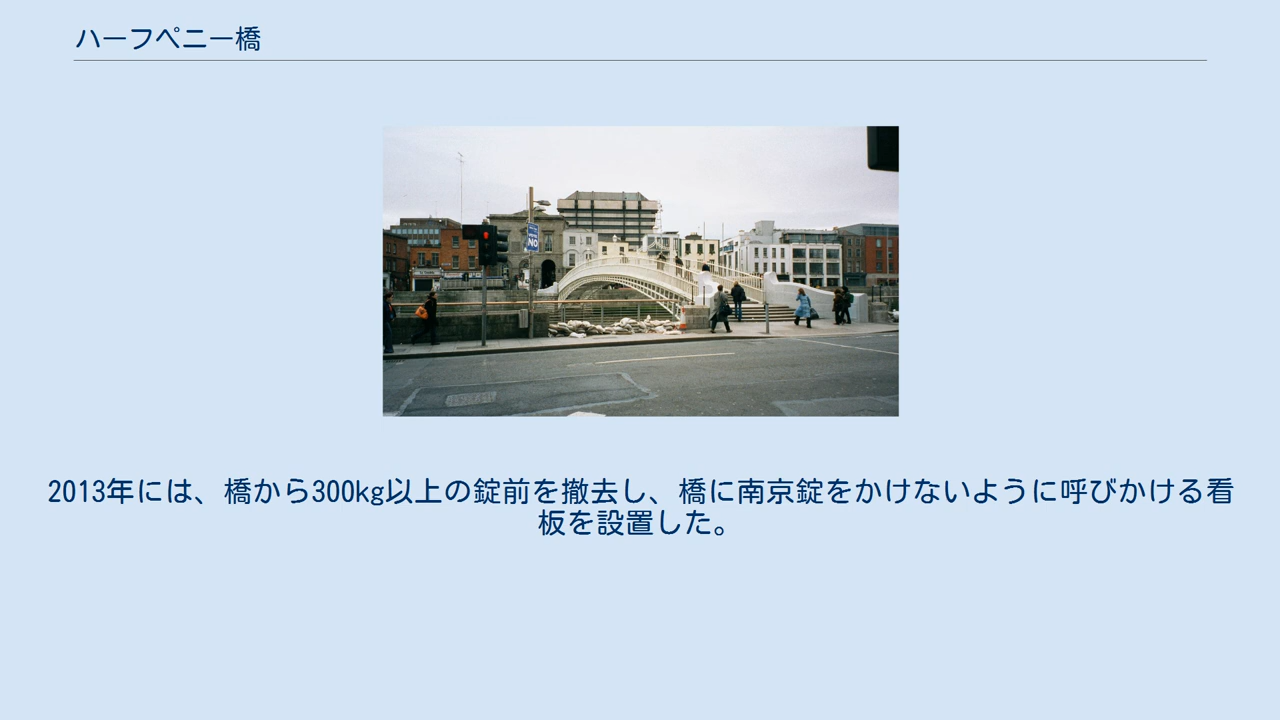 ハーフペニー橋
NO
2013年には、橋から300kg以上の錠前を撤去し、橋に南京錠をかけないように呼びかける看
板を設置した。